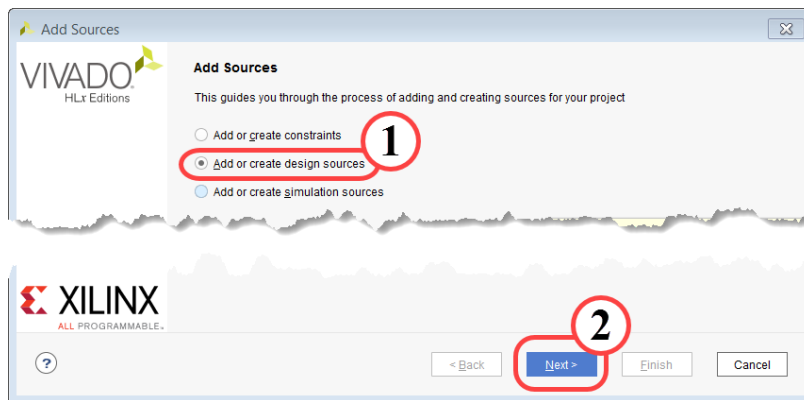 Add Sources
VIVADO
HLx Editions
Add Sources
This guides you through the process of adding and creating sources for your project
Add or create constraints
1
Add or create design sources
Add or create simulation sources
XILINX
ALL PROGRAMMABLE.
2
?
< Back
Next >
Finish
Cancel